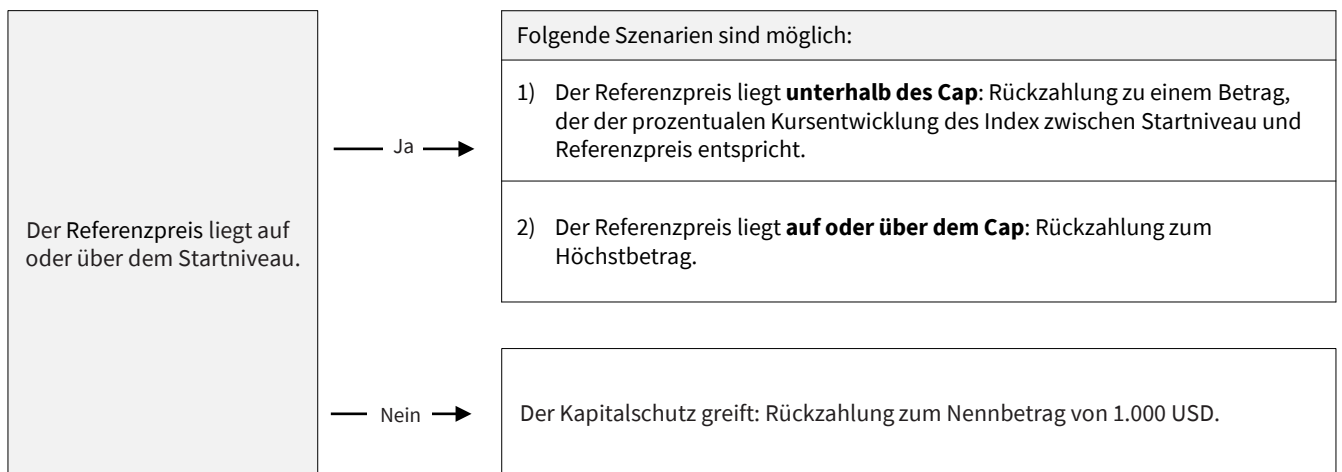 Der Referenzpreis liegt auf
oder über dem Startniveau.
Ja
Folgende Szenarien sind möglich:
1) Der Referenzpreis liegt unterhalb des Cap: Rückzahlung zu einem Betrag,
der der prozentualen Kursentwicklung des Index zwischen Startniveau und
Referenzpreis entspricht.
2) Der Referenzpreis liegt auf oder über dem Cap: Rückzahlung zum
Höchstbetrag.
Nein
Der Kapitalschutz greift: Rückzahlung zum Nennbetrag von 1.000 USD.